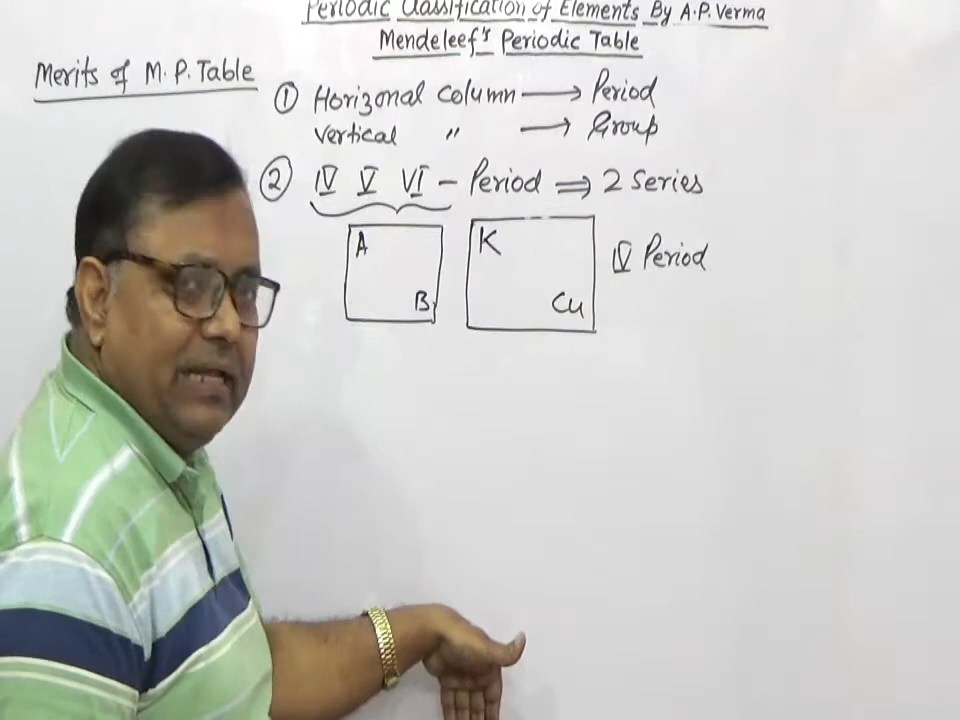 Periodic Classification of Elements By A.P. Verma
Mendeleef's Periodic Table
Merits of M.P. Table
① Horizonal column → Period
Vertical " → Group
② IV V VI - Period ⇒ 2 Series
A
B
K
Cu
IV Period